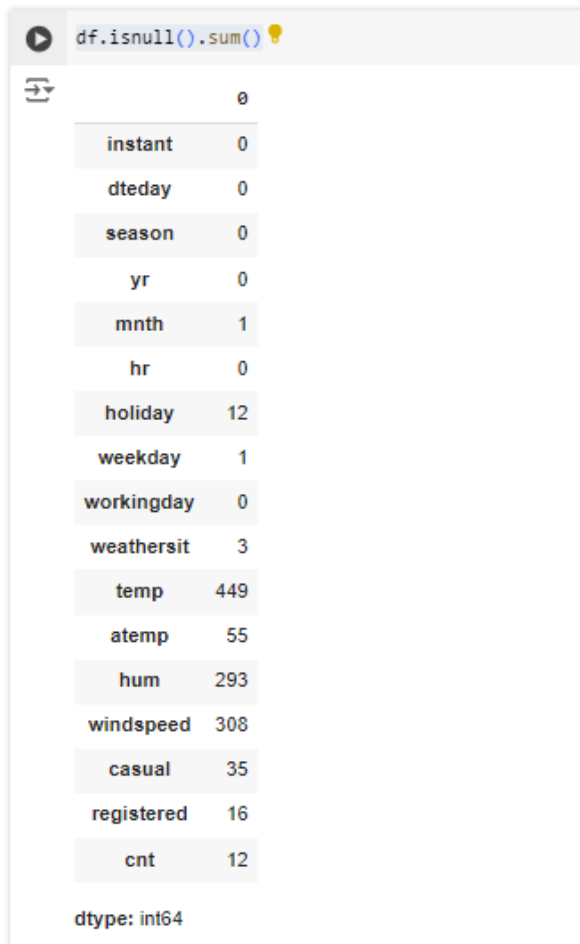 df.isnull().sum()
0
instant 0
dteday 0
season 0
yr 0
mnth 1
hr 0
holiday 12
weekday 1
workingday 0
weathersit 3
temp 449
atemp 55
hum 293
windspeed 308
casual 35
registered 16
cnt 12
dtype: int64